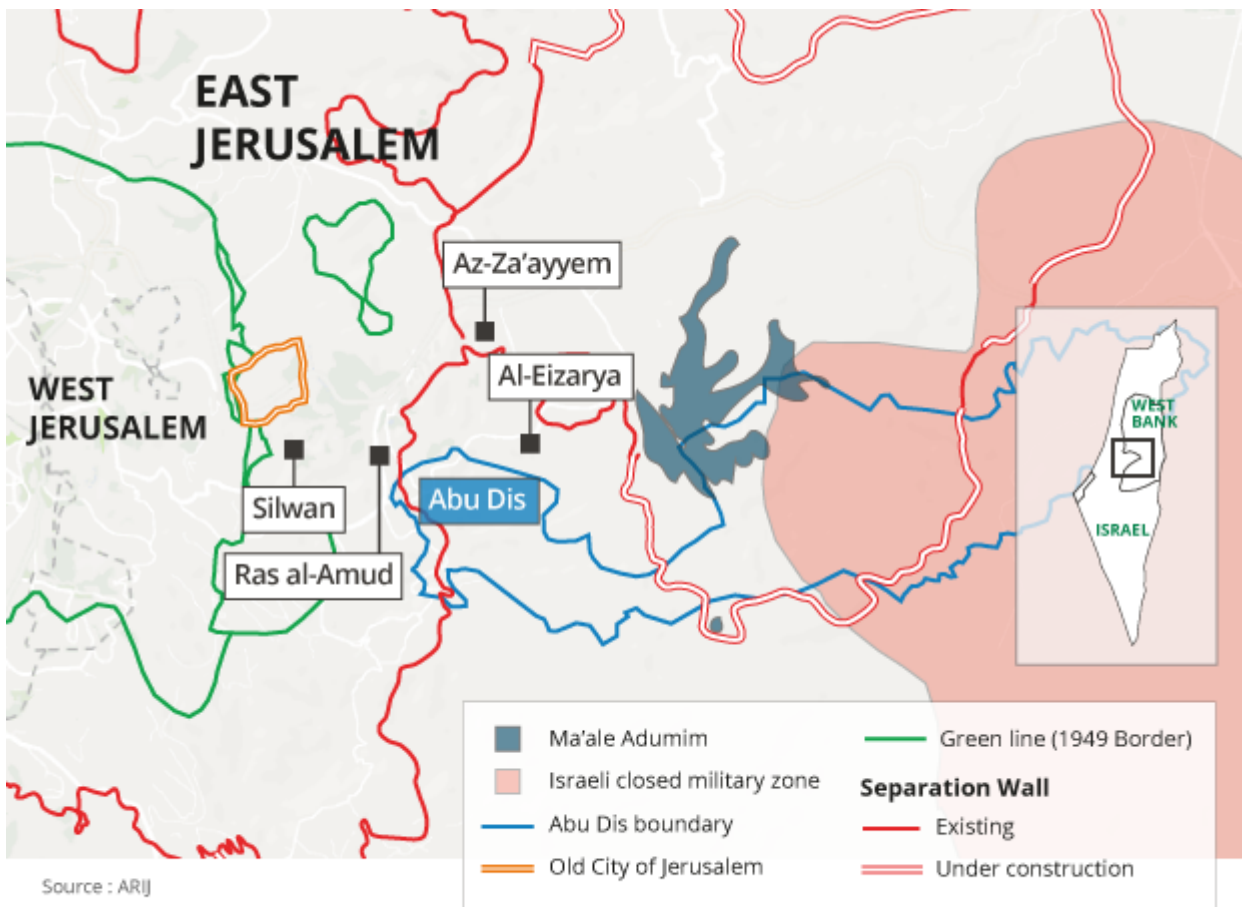 EAST
JERUSALEM
Az-Za'ayyem
Al-Eizarya
WEST
JERUSALEM
Abu Dis
Silwan
Ras al-Amud
WEST
BANK
ISRAEL
Ma'ale Adumim
Israeli closed military zone
Abu Dis boundary
Old City of Jerusalem
Green line (1949 Border)
Separation Wall
Existing
Under construction
Source : ARIJ